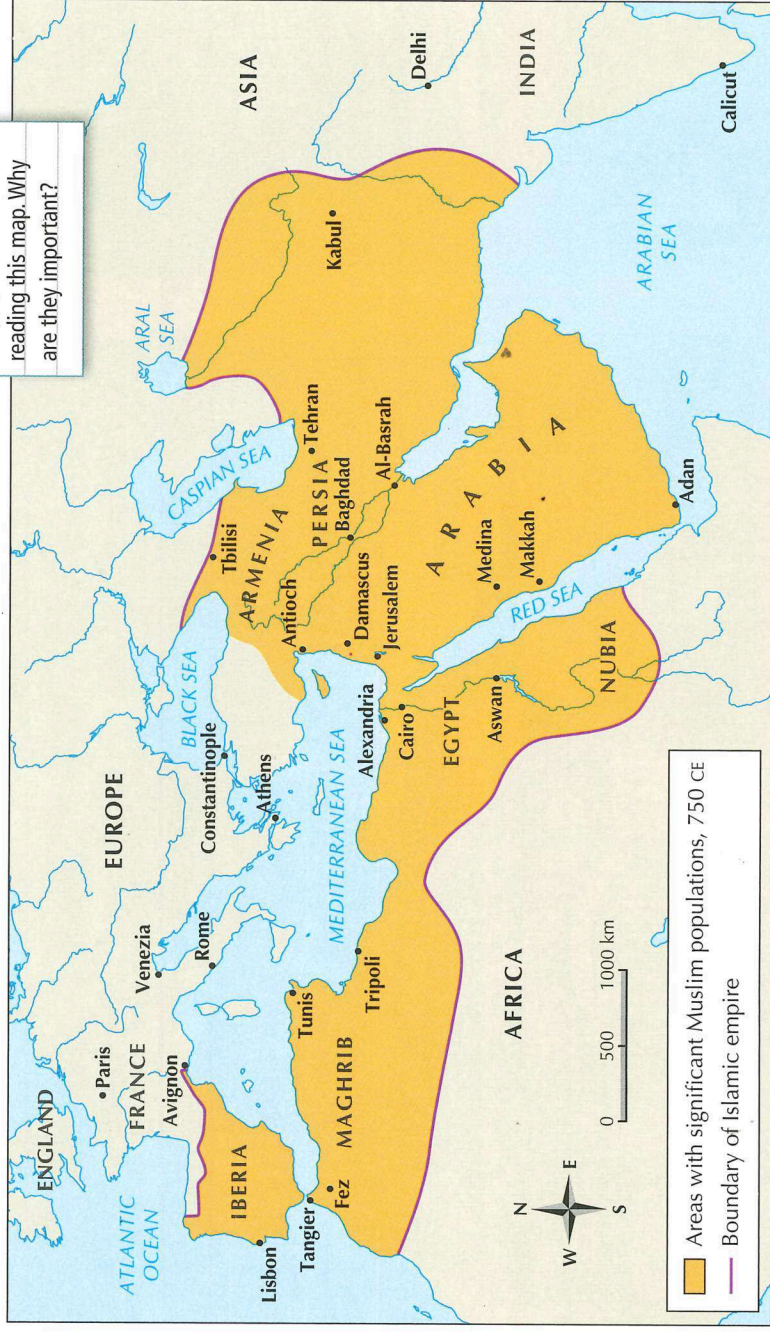 reading this map. Why
are they important?
ENGLAND
Paris
FRANCE
Avignon
ATLANTIC
OCEAN
EUROPE
Venezia
Rome
Constantinople
Athens
BLACK SEA
CASPIAN SEA
ARAL
SEA
ASIA
Tbilisi
ARMENIA
Antioch
Tehran
PERSIA
Baghdad
Al-Basrah
Kabul
Delhi
INDIA
Calicut
ARABIAN
SEA
IBERIA
Lisbon
Tangier
Fez
MAGHRIB
Tunis
Tripoli
MEDITERRANEAN SEA
Alexandria
Cairo
EGYPT
Aswan
NUBIA
Damascus
Jerusalem
ARABIA
Medina
Makkah
RED SEA
Adan
AFRICA
N
W
E
S
0
500
1000 km
Areas with significant Muslim populations, 750 CE
Boundary of Islamic empire